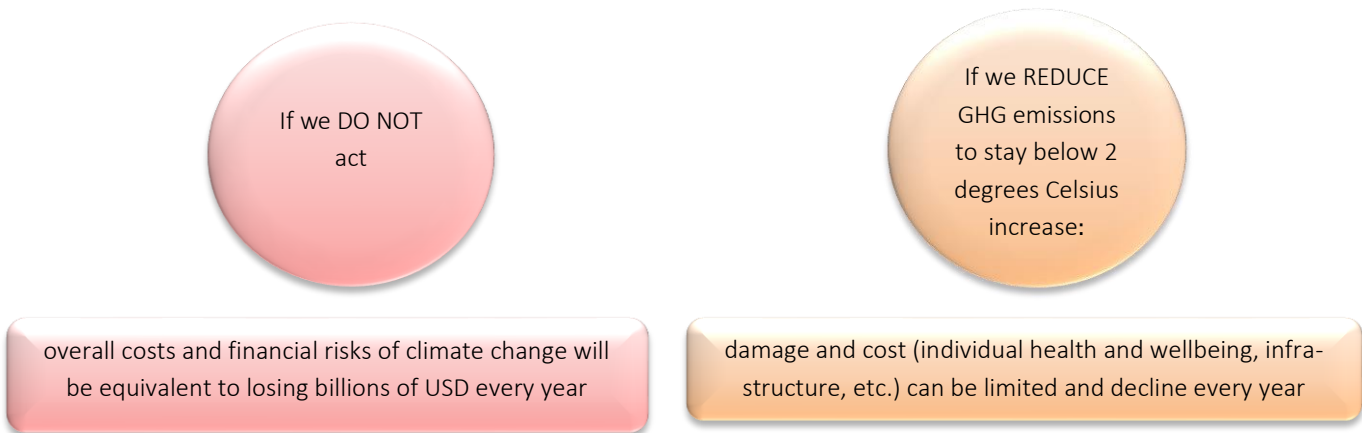 If we DO NOT
act
If we REDUCE
GHG emissions
to stay below 2
degrees Celsius
increase:
overall costs and financial risks of climate change will
be equivalent to losing billions of USD every year
damage and cost (individual health and wellbeing, infra-
structure, etc.) can be limited and decline every year